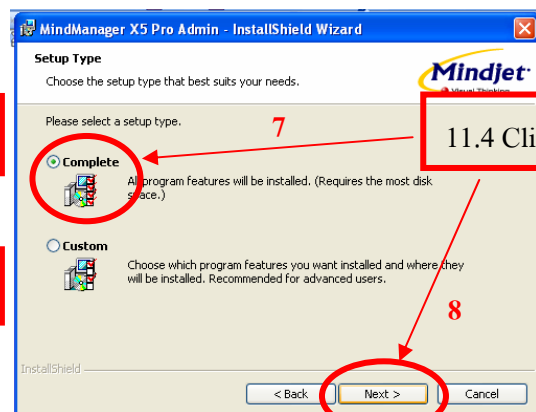 MindManager X5 Pro Admin - InstallShield Wizard
Setup Type
Choose the setup type that best suits your needs.
Mindjet
Visual Thinking
Please select a setup type.
7
11.4 Cli
Complete
All program features will be installed. (Requires the most disk
space.)
Custom
Choose which program features you want installed and where they
will be installed. Recommended for advanced users.
8
InstallShield
< Back
Next >
Cancel